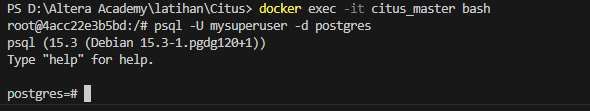 PS D:\Altera Academy\latihan\Citus> docker exec -it citus_master bash
root@4acc22e3b5bd:/# psql -U mysuperuser -d postgres
psql (15.3 (Debian 15.3-1.pgdg120+1))
Type "help" for help.
postgres=#